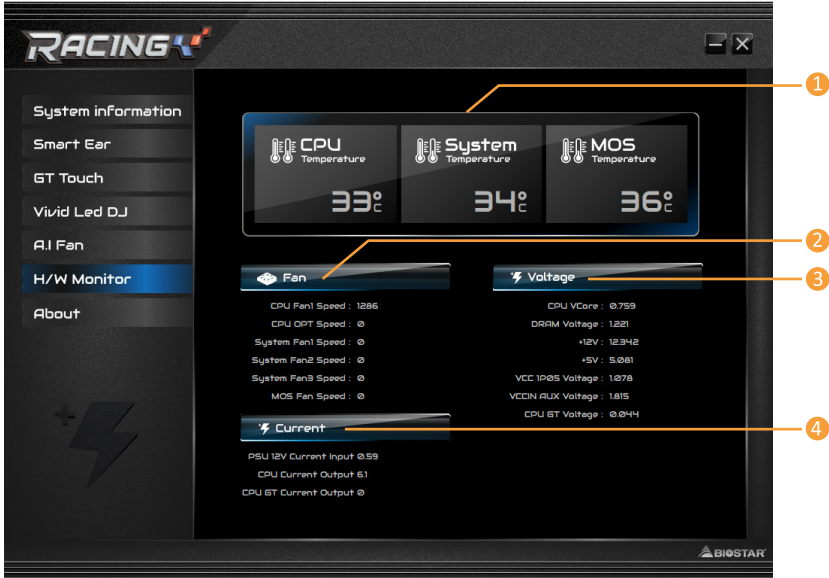 RACING
System information
Smart Ear
GT Touch
Vivid Led DJ
A.I Fan
H/W Monitor
About
1
CPU
Temperature
33°C
System
Temperature
34°C
MOS
Temperature
36°C
2
Fan
CPU Fan1 Speed : 1286
CPU OPT Speed : 0
System Fan1 Speed : 0
System Fan2 Speed : 0
System Fan3 Speed : 0
MOS Fan Speed : 0
3
Voltage
CPU VCore : 0.759
DRAM Voltage : 1.221
+12V : 12.342
+5V : 5.081
VCC 1P05 Voltage : 1.078
VCCIN AUX Voltage : 1.815
CPU GT Voltage : 0.044
4
Current
PSU 12V Current Input 0.59
CPU Current Output 6.1
CPU GT Current Output 0
BIOSTAR